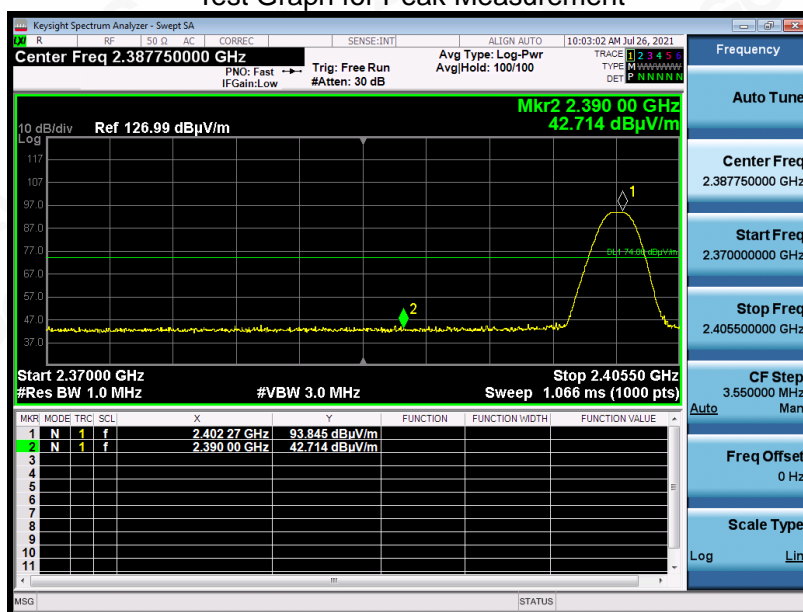 Test Graph for Peak Measurement
Keysight Spectrum Analyzer - Swept SA
LXI R RF 50 Ω AC CORREC SENSE:INT ALIGN AUTO 10:03:02 AM Jul 26, 2021
Center Freq 2.387750000 GHz
PNO: Fast
IFGain:Low
Trig: Free Run
#Atten: 30 dB
Avg Type: Log-Pwr
Avg|Hold: 100/100
TRACE 1 2 3 4 5 6
TYPE M WWWWW
DET P N N N N N
Mkr2 2.390 00 GHz
42.714 dBµV/m
10 dB/div Ref 126.99 dBµV/m
Log
117
107
97.0
87.0
77.0
67.0
57.0
47.0
37.0
1
2
DL1 74.00 dBµV/m
Start 2.37000 GHz Stop 2.40550 GHz
#Res BW 1.0 MHz #VBW 3.0 MHz Sweep 1.066 ms (1000 pts)
MKR MODE TRC SCL X Y FUNCTION FUNCTION WIDTH FUNCTION VALUE
1 N 1 f 2.402 27 GHz 93.845 dBµV/m
2 N 1 f 2.390 00 GHz 42.714 dBµV/m
3
4
5
6
7
8
9
10
11
MSG STATUS
Frequency
Auto Tune
Center Freq
2.387750000 GHz
Start Freq
2.370000000 GHz
Stop Freq
2.405500000 GHz
CF Step
3.550000 MHz
Auto Man
Freq Offset
0 Hz
Scale Type
Log Lin